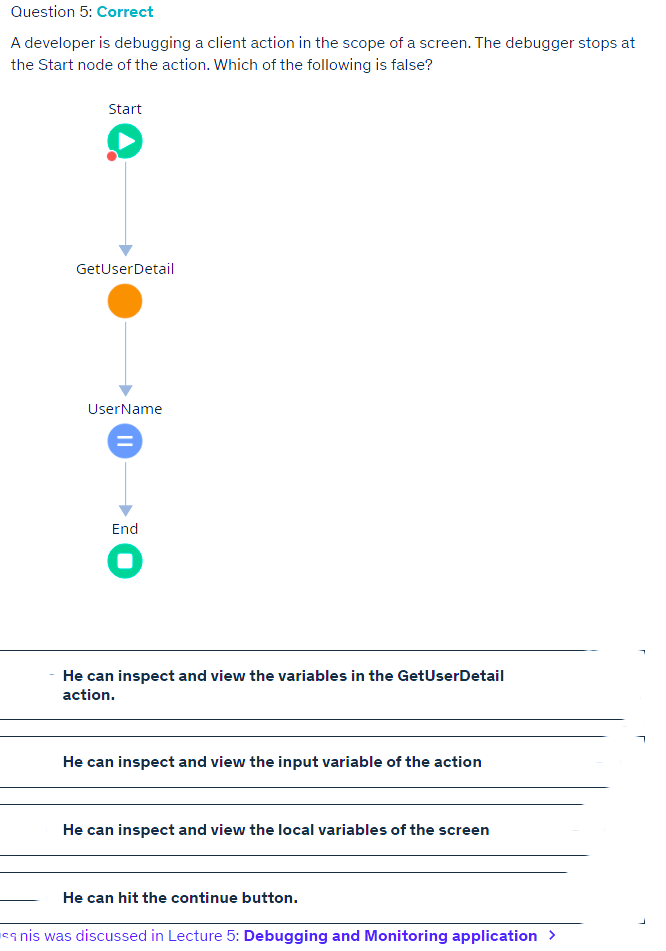 Question 5: Correct
A developer is debugging a client action in the scope of a screen. The debugger stops at
the Start node of the action. Which of the following is false?
Start
GetUserDetail
UserName
End
He can inspect and view the variables in the GetUserDetail
action.
He can inspect and view the input variable of the action
He can inspect and view the local variables of the screen
He can hit the continue button.
was discussed in Lecture 5: Debugging and Monitoring application >